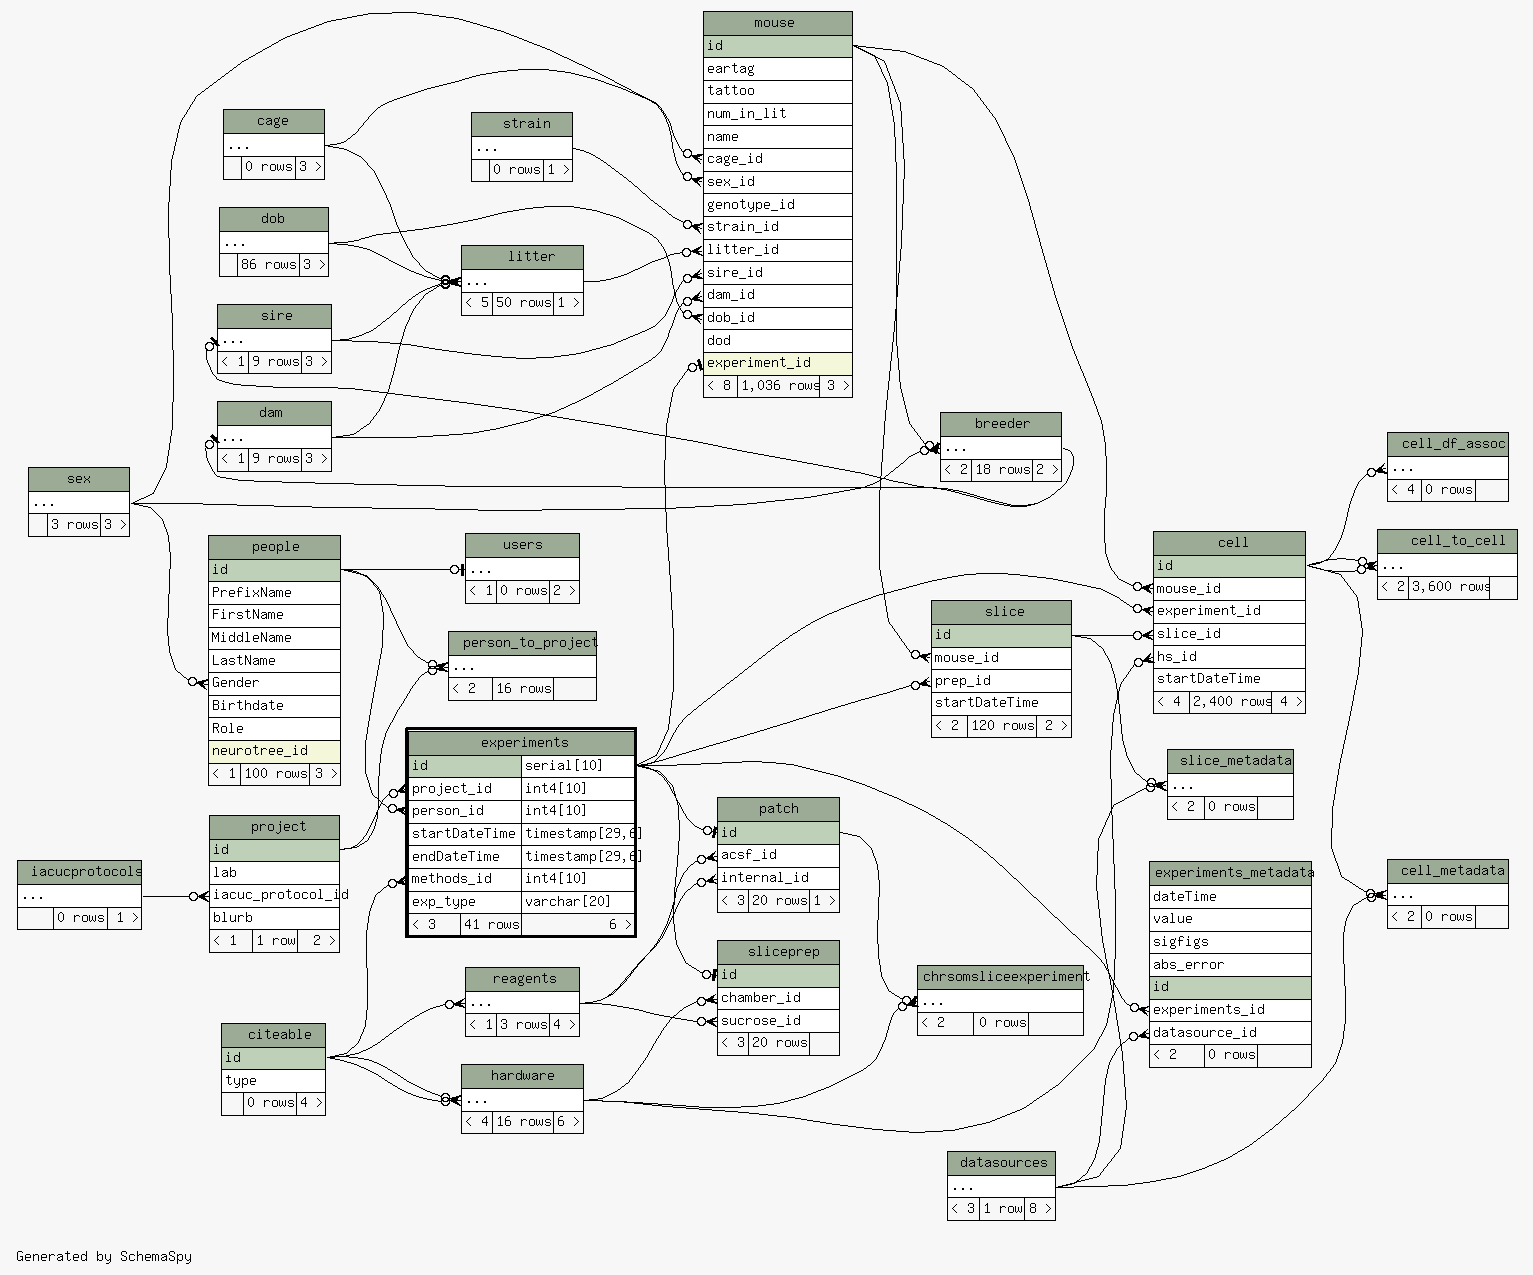 mouse
id
eartag
tattoo
num_in_lit
name
cage_id
sex_id
genotype_id
strain_id
litter_id
sire_id
dam_id
dob_id
dod
experiment_id
< 8 1,036 rows 3 >
cage
...
0 rows 3 >
strain
...
0 rows 1 >
dob
...
86 rows 3 >
litter
...
< 5 50 rows 1 >
sire
...
< 1 9 rows 3 >
dam
...
< 1 9 rows 3 >
breeder
...
< 2 18 rows 2 >
sex
...
3 rows 3 >
cell_df_assoc
...
< 4 0 rows
cell_to_cell
...
< 2 3,600 rows
cell
id
mouse_id
experiment_id
slice_id
hs_id
startDateTime
< 4 2,400 rows 4 >
people
id
PrefixName
FirstName
MiddleName
LastName
Gender
Birthdate
Role
neurotree_id
< 1 100 rows 3 >
users
...
< 1 0 rows 2 >
person_to_project
...
< 2 16 rows
slice
id
mouse_id
prep_id
startDateTime
< 2 120 rows 2 >
experiments
id serial[10]
project_id int4[10]
person_id int4[10]
startDateTime timestamp[29,6]
endDateTime timestamp[29,6]
methods_id int4[10]
exp_type varchar[20]
< 3 41 rows 6 >
slice_metadata
...
< 2 0 rows
project
id
lab
iacuc_protocol_id
blurb
< 1 1 row 2 >
iacucprotocols
...
0 rows 1 >
patch
id
acsf_id
internal_id
< 3 20 rows 1 >
experiments_metadata
dateTime
value
sigfigs
abs_error
id
experiments_id
datasource_id
< 2 0 rows
cell_metadata
...
< 2 0 rows
sliceprep
id
chamber_id
sucrose_id
< 3 20 rows
reagents
...
< 1 3 rows 4 >
chrsomsliceexperiment
...
< 2 0 rows
citeable
id
type
0 rows 4 >
hardware
...
< 4 16 rows 6 >
datasources
...
< 3 1 row 8 >
Generated by SchemaSpy